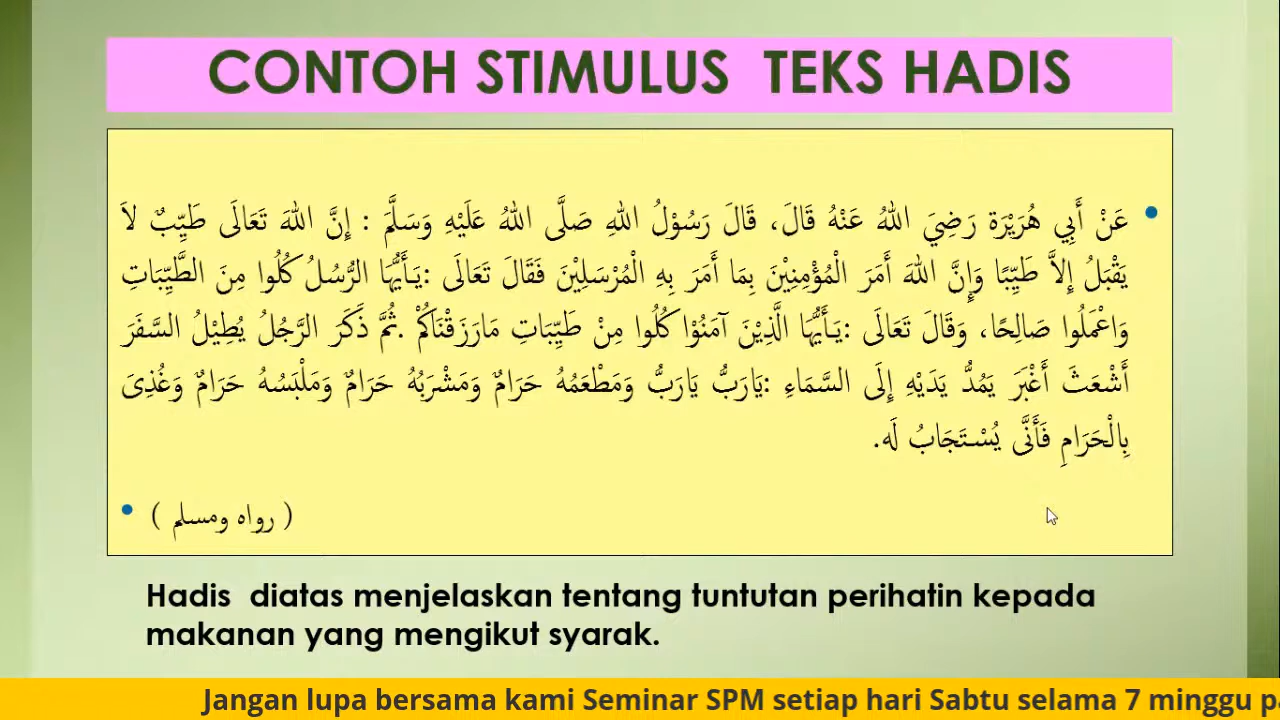 CONTOH STIMULUS TEKS HADIS
عَنْ أَبِي هُرَيْرَة رَضِيَ اللهُ عَنْهُ قَالَ، قَالَ رَسُوْلُ اللهِ صَلَّى اللهُ عَلَيْهِ وَسَلَّمَ : إِنَّ اللهَ تَعَالَى طَيِّبٌ لاَ
يَقْبَلُ إِلاَّ طَيِّبًا وَإِنَّ اللهَ أَمَرَ الْمُؤْمِنِيْنَ بِمَا أَمَرَ بِهِ الْمُرْسَلِيْنَ فَقَالَ تَعَالَى :يَـأَيُّهَا الرُّسُلُ كُلُوا مِنَ الطَّيِّبَاتِ
وَاعْمَلُوا صَالِحًا، وَقَالَ تَعَالَى :يَـأَيُّهَا الَّذِيْنَ آمَنُوْا كُلُوا مِنْ طَيِّبَاتِ مَارَزَقْنَاكُمْ .ثُمَّ ذَكَرَ الرَّجُلُ يُطِيْلُ السَّفَرَ
أَشْعَثَ أَغْبَرَ يَمُدُّ يَدَيْهِ إِلَى السَّمَاءِ :يَارَبُّ يَارَبُّ وَمَطْعَمُهُ حَرَامٌ وَمَشْرَبُهُ حَرَامٌ وَمَلْبَسُهُ حَرَامٌ وَغُذِىَ
بِالْحَرَامِ فَأَنَّى يُسْتَجَابُ لَه.
( رواه ومسلم )
Hadis diatas menjelaskan tentang tuntutan perihatin kepada
makanan yang mengikut syarak.
Jangan lupa bersama kami Seminar SPM setiap hari Sabtu selama 7 minggu